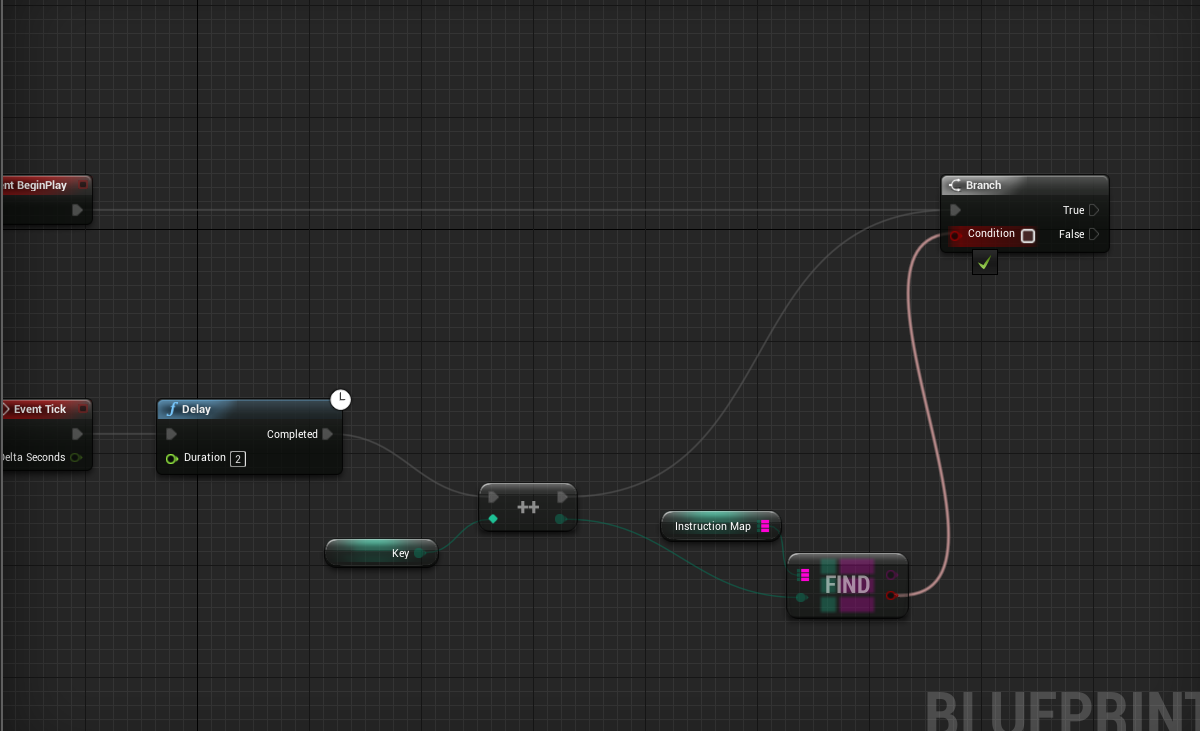 nt BeginPlay
Branch
True
Condition
False
Event Tick
Delta Seconds
Delay
Completed
Duration 2
++
Key
Instruction Map
FIND
BLUEPRINT